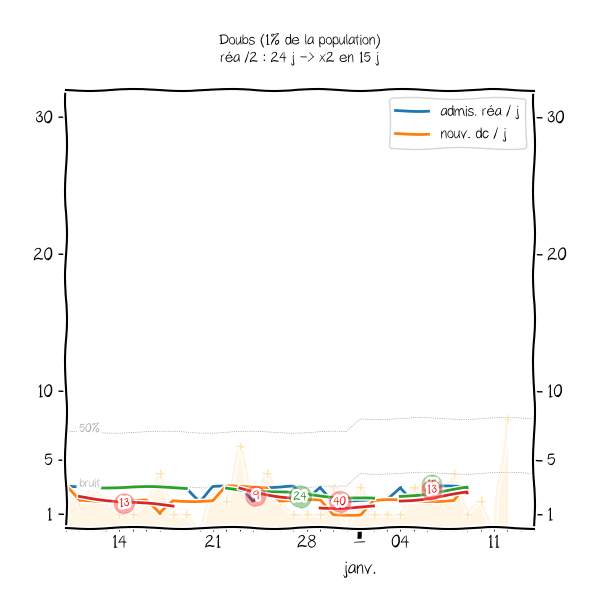 Doubs (1% de la population)
réa /2 : 24 j -> x2 en 15 j
admis. réa / j
nouv. dc / j
30 30
20 20
10 10
50%
5 5
bruit
13 9 24 40 13
1 1
14 21 28 1 04 11
janv.